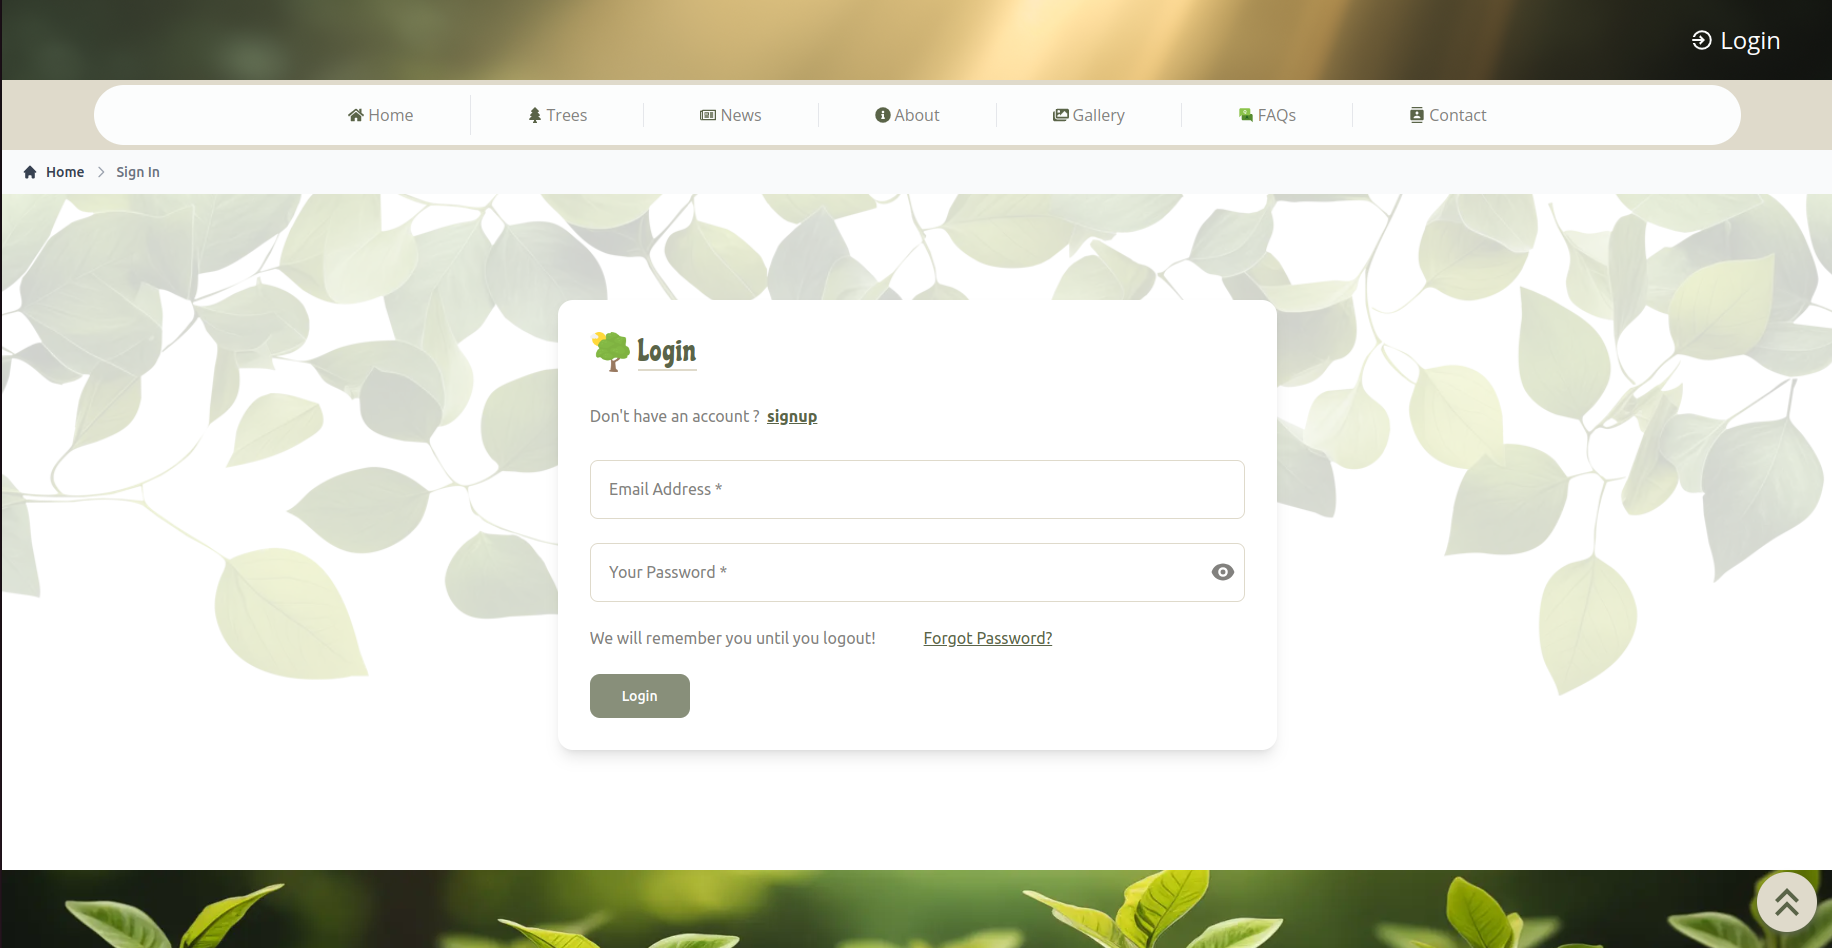 Login
Home
Trees
News
About
Gallery
FAQs
Contact
Home
Sign In
Login
Don't have an account ? signup
Email Address *
Your Password *
We will remember you until you logout! Forgot Password?
Login